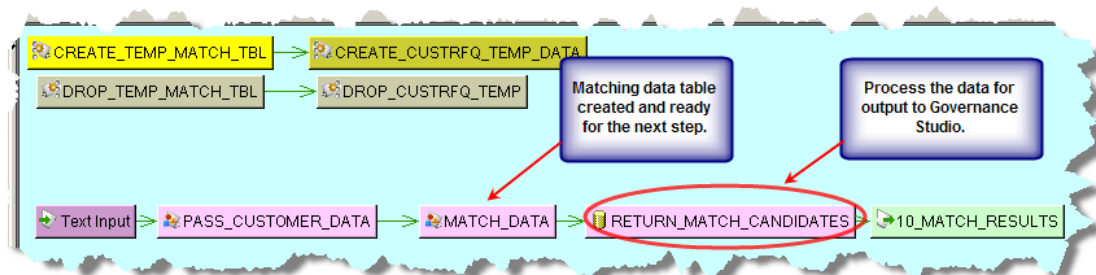 CREATE_TEMP_MATCH_TBL
CREATE_CUSTRFQ_TEMP_DATA
DROP_TEMP_MATCH_TBL
DROP_CUSTRFQ_TEMP
Matching data table
created and ready
for the next step.
Process the data for
output to Governance
Studio.
Text Input
PASS_CUSTOMER_DATA
MATCH_DATA
RETURN_MATCH_CANDIDATES
10_MATCH_RESULTS